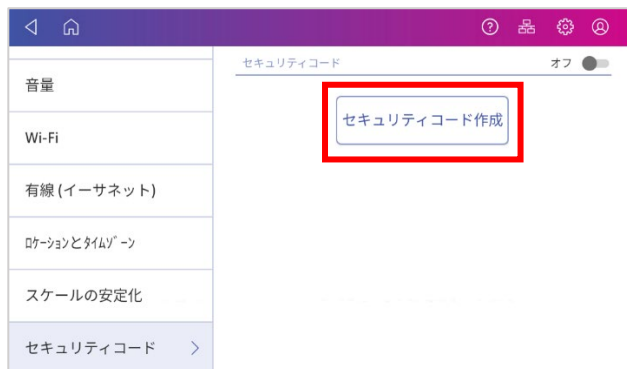 セキュリティコード オフ
音量
セキュリティコード作成
Wi-Fi
有線 (イーサネット)
ﾛｹｰｼｮﾝとﾀｲﾑｿﾞｰﾝ
スケールの安定化
セキュリティコード